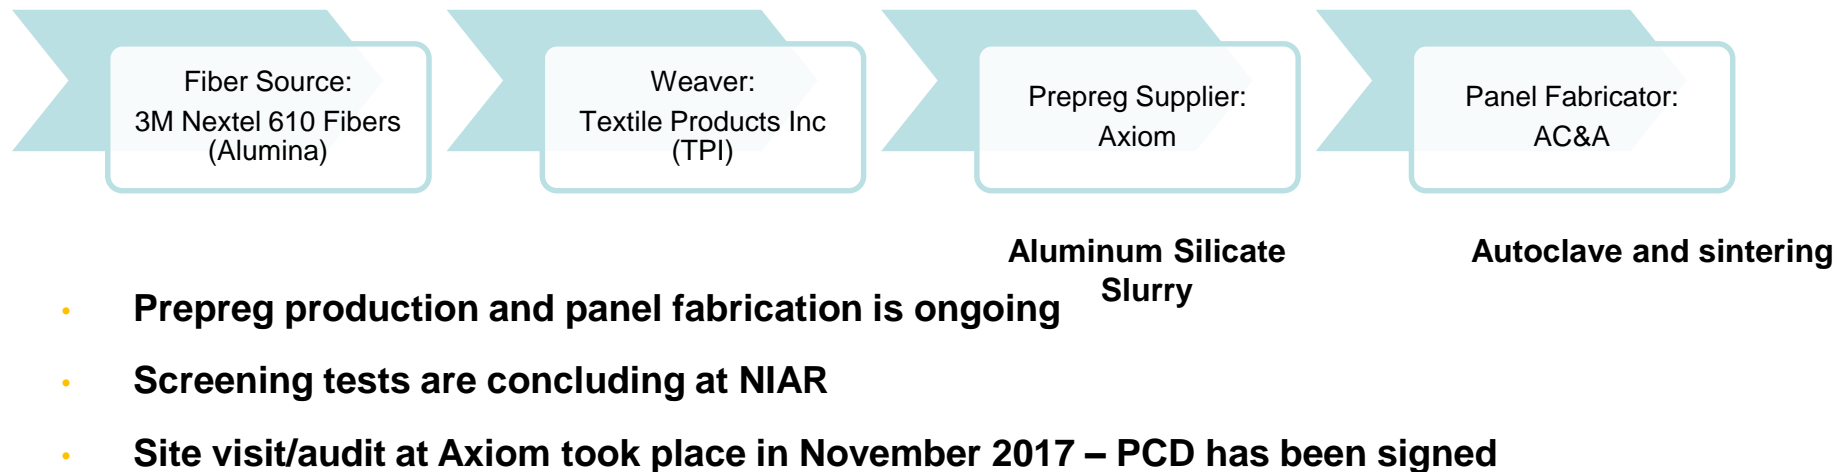 Fiber Source:
3M Nextel 610 Fibers
(Alumina)
Weaver:
Textile Products Inc
(TPI)
Prepreg Supplier:
Axiom
Panel Fabricator:
AC&A
Aluminum Silicate
Slurry
Autoclave and sintering
• Prepreg production and panel fabrication is ongoing
• Screening tests are concluding at NIAR
• Site visit/audit at Axiom took place in November 2017 – PCD has been signed